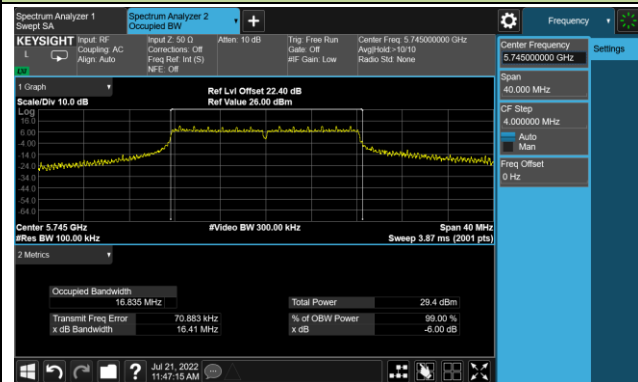 Spectrum Analyzer 1
Swept SA
Spectrum Analyzer 2
Occupied BW
Frequency
KEYSIGHT
L
Input: RF
Coupling: AC
Align: Auto
Input Z: 50 Ω
Corrections: Off
Freq Ref: Int (S)
NFE: Off
Atten: 10 dB
Trig: Free Run
Gate: Off
#IF Gain: Low
Center Freq: 5.745000000 GHz
Avg|Hold:>10/10
Radio Std: None
Center Frequency
5.745000000 GHz
Settings
Span
40.000 MHz
CF Step
4.000000 MHz
Auto
Man
Freq Offset
0 Hz
1 Graph
Scale/Div 10.0 dB
Ref Lvl Offset 22.40 dB
Ref Value 26.00 dBm
Log
16.0
6.00
-4.00
-14.0
-24.0
-34.0
-44.0
-54.0
-64.0
Center 5.745 GHz
#Res BW 100.00 kHz
#Video BW 300.00 kHz
Span 40 MHz
Sweep 3.87 ms (2001 pts)
2 Metrics
Occupied Bandwidth
16.835 MHz
Total Power 29.4 dBm
Transmit Freq Error 70.883 kHz
% of OBW Power 99.00 %
x dB Bandwidth 16.41 MHz
x dB -6.00 dB
Jul 21, 2022
11:47:15 AM